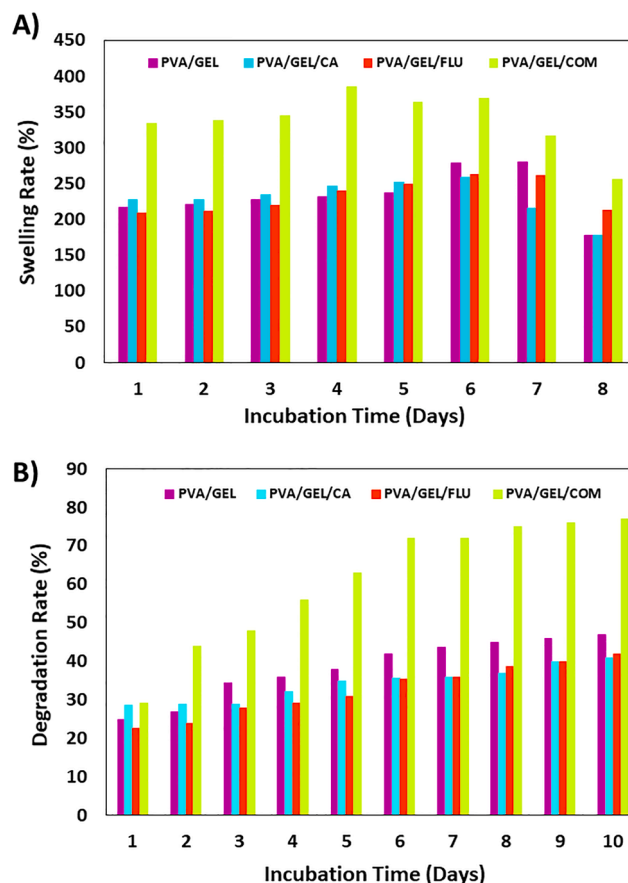 A)
450
400
350
300
250
200
150
100
50
0
Swelling Rate (%)
PVA/GEL PVA/GEL/CA PVA/GEL/FLU PVA/GEL/COM
1 2 3 4 5 6 7 8
Incubation Time (Days)
B)
90
80
70
60
50
40
30
20
10
0
Degradation Rate (%)
PVA/GEL PVA/GEL/CA PVA/GEL/FLU PVA/GEL/COM
1 2 3 4 5 6 7 8 9 10
Incubation Time (Days)